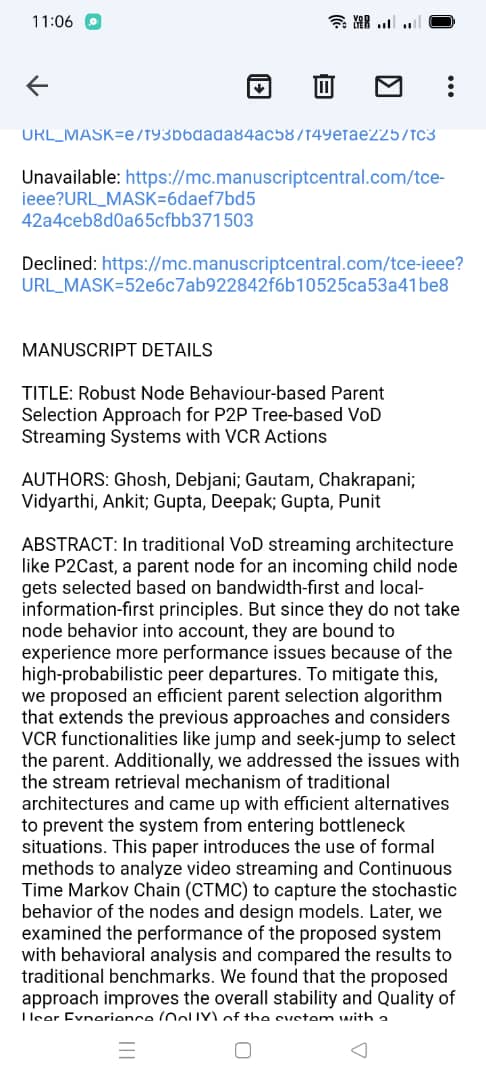 11:06
VoD LTE
URL_MASK=e7f93b6dada84ac587f49efae2257fc3
Unavailable: https://mc.manuscriptcentral.com/tce-
ieee?URL_MASK=6daef7bd5
42a4ceb8d0a65cfbb371503
Declined: https://mc.manuscriptcentral.com/tce-ieee?
URL_MASK=52e6c7ab922842f6b10525ca53a41be8
MANUSCRIPT DETAILS
TITLE: Robust Node Behaviour-based Parent
Selection Approach for P2P Tree-based VoD
Streaming Systems with VCR Actions
AUTHORS: Ghosh, Debjani; Gautam, Chakrapani;
Vidyarthi, Ankit; Gupta, Deepak; Gupta, Punit
ABSTRACT: In traditional VoD streaming architecture
like P2Cast, a parent node for an incoming child node
gets selected based on bandwidth-first and local-
information-first principles. But since they do not take
node behavior into account, they are bound to
experience more performance issues because of the
high-probabilistic peer departures. To mitigate this,
we proposed an efficient parent selection algorithm
that extends the previous approaches and considers
VCR functionalities like jump and seek-jump to select
the parent. Additionally, we addressed the issues with
the stream retrieval mechanism of traditional
architectures and came up with efficient alternatives
to prevent the system from entering bottleneck
situations. This paper introduces the use of formal
methods to analyze video streaming and Continuous
Time Markov Chain (CTMC) to capture the stochastic
behavior of the nodes and design models. Later, we
examined the performance of the proposed system
with behavioral analysis and compared the results to
traditional benchmarks. We found that the proposed
approach improves the overall stability and Quality of
User Experience (QoUX) of the system with a